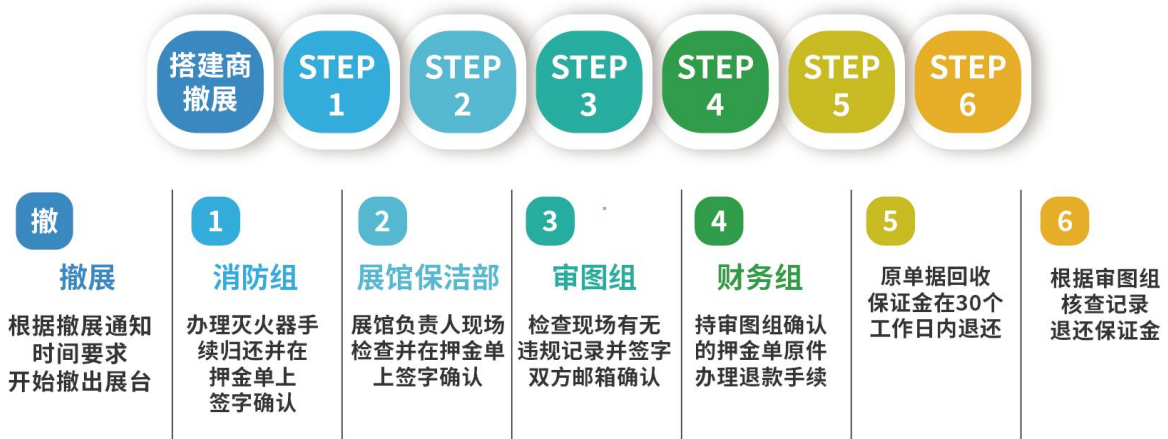 搭建商
撤展
STEP
1
STEP
2
STEP
3
STEP
4
STEP
5
STEP
6
撤
撤展
根据撤展通知
时间要求
开始撤出展台
1
消防组
办理灭火器手
续归还并在
押金单上
签字确认
2
展馆保洁部
展馆负责人现场
检查并在押金单
上签字确认
3
审图组
检查现场有无
违规记录并签字
双方邮箱确认
4
财务组
持审图组确认
的押金单原件
办理退款手续
5
原单据回收
保证金在30个
工作日内退还
6
根据审图组
核查记录
退还保证金